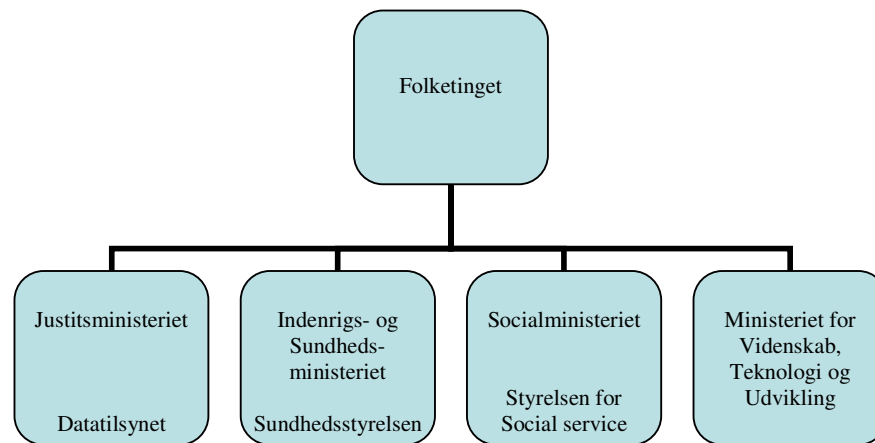 Folketinget
Justitsministeriet
Datatilsynet
Indenrigs- og
Sundheds-
ministeriet
Sundhedsstyrelsen
Socialministeriet
Styrelsen for
Social service
Ministeriet for
Videnskab,
Teknologi og
Udvikling